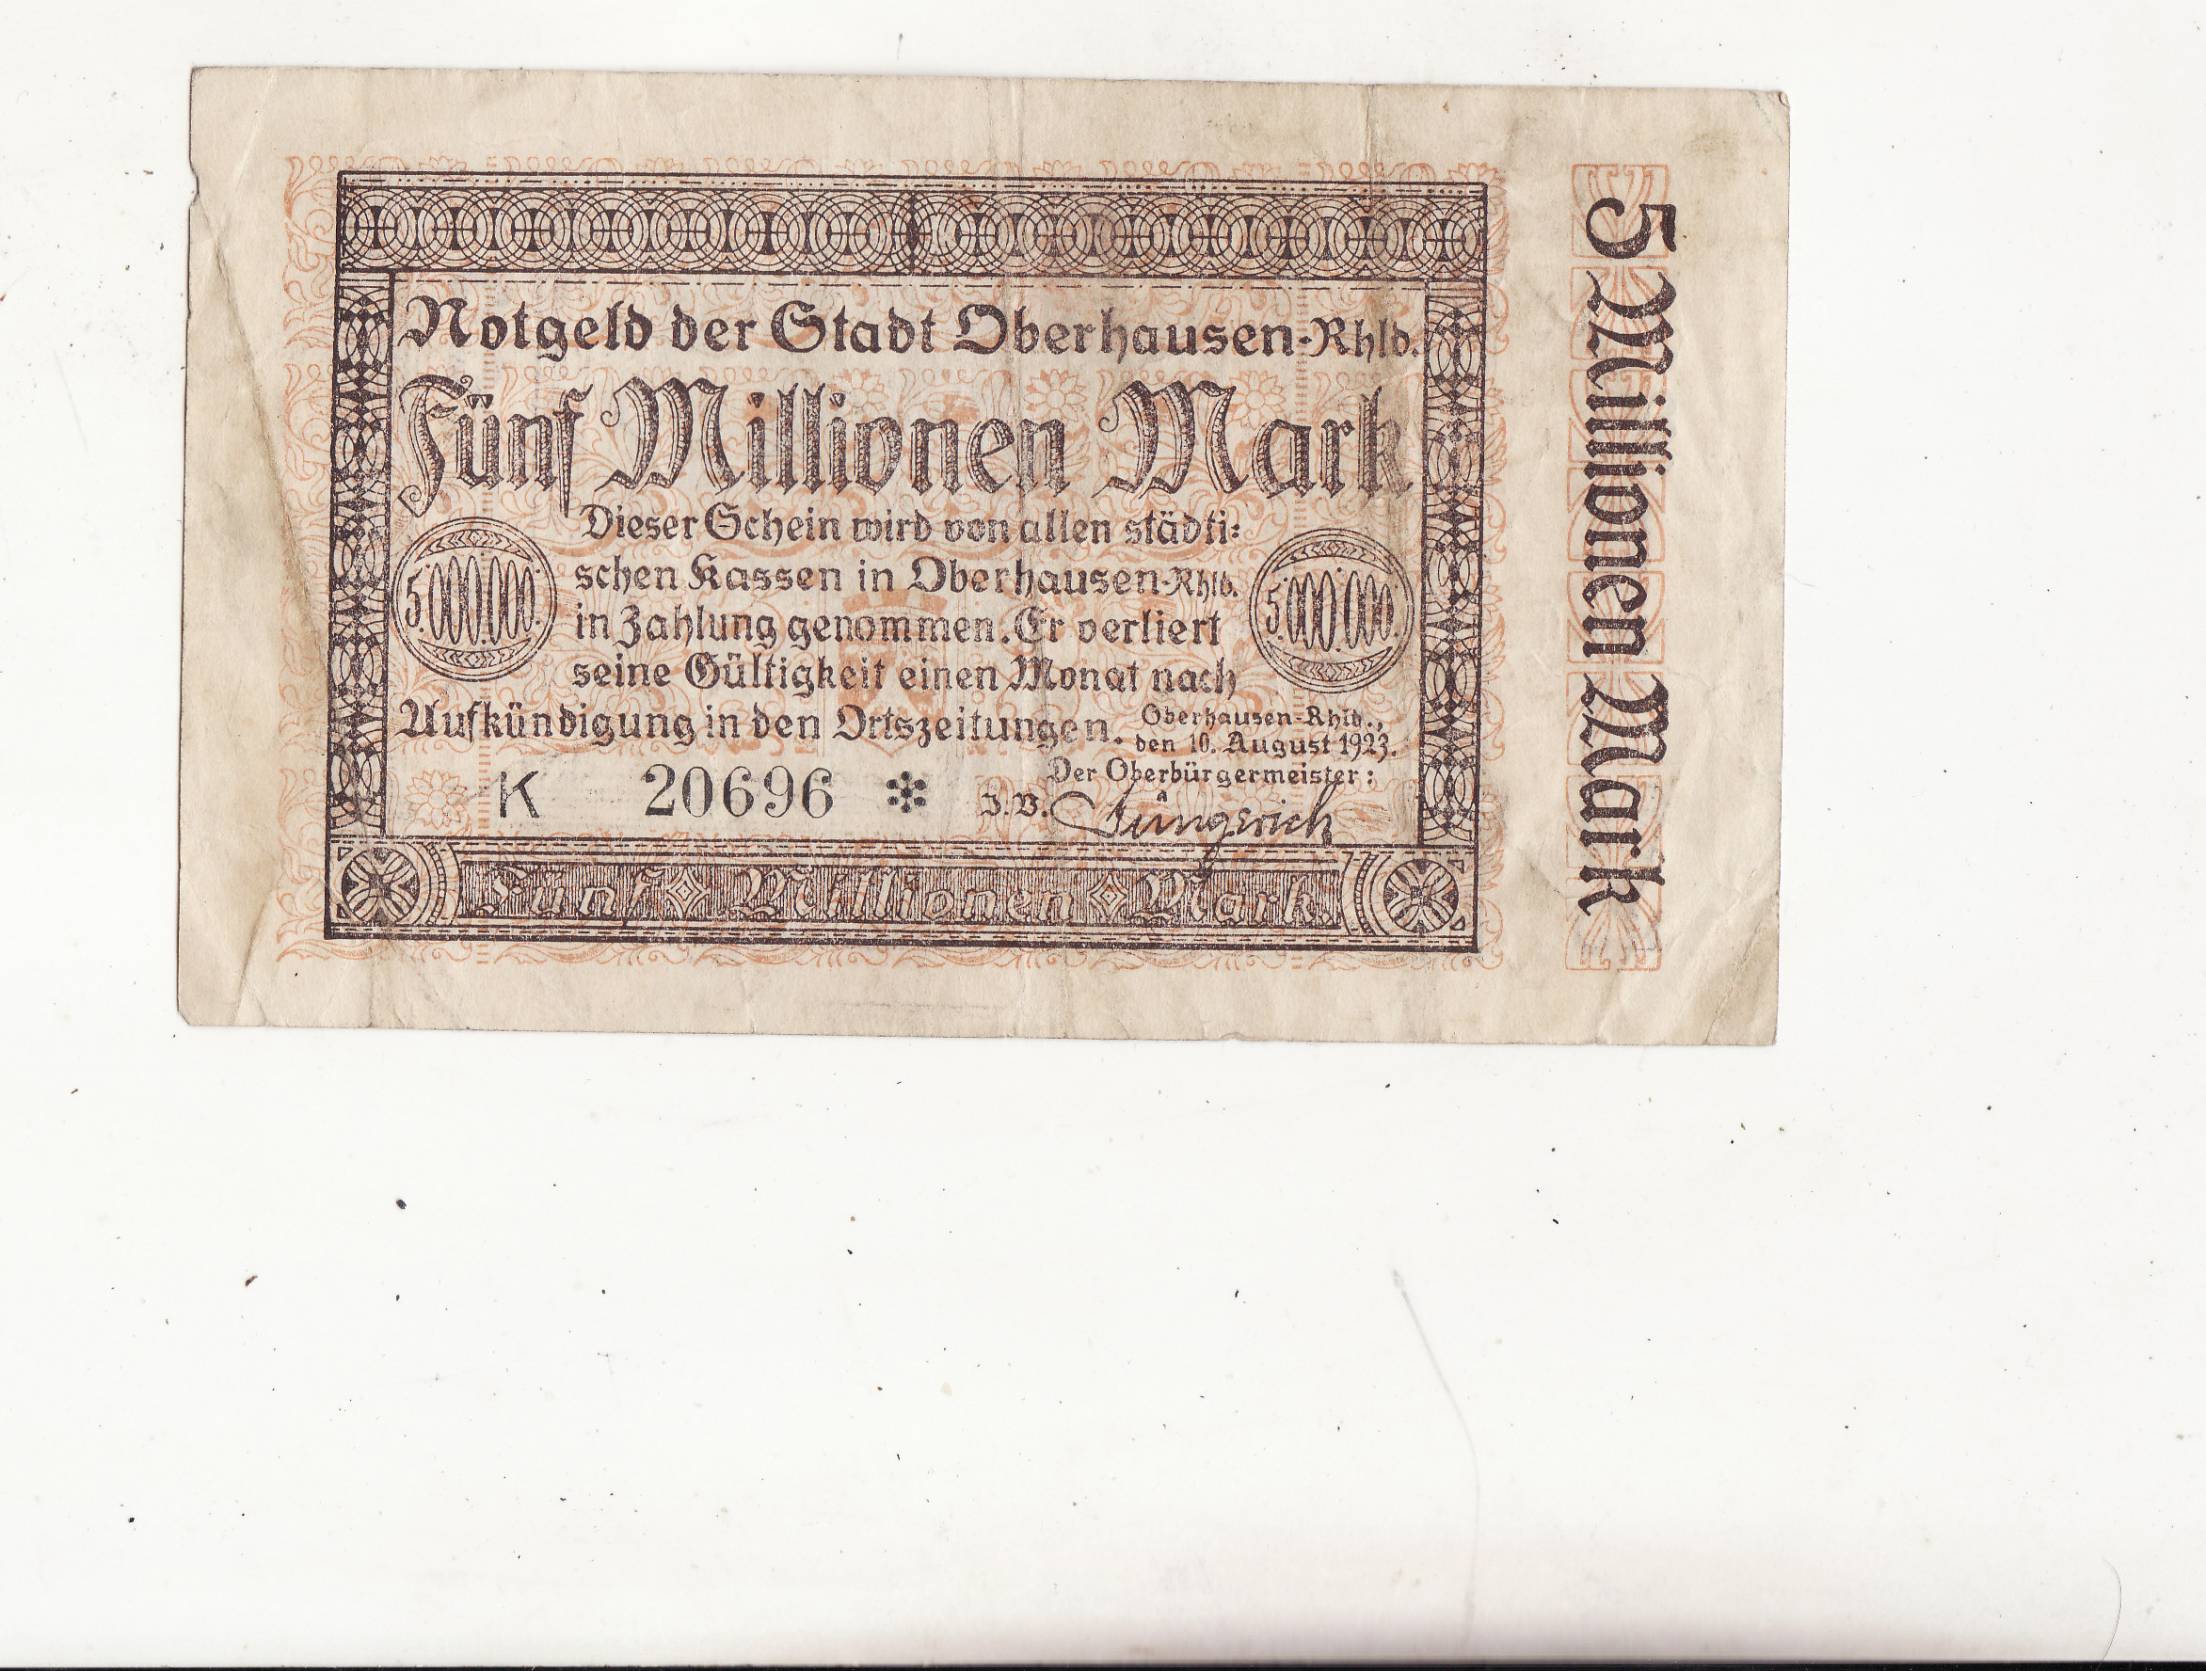 Notgeld der Stadt Oberhausen-Rhld.
Fünf Millionen Mark
Dieser Schein wird von allen städti=
schen Kassen in Oberhausen-Rhld.
in Zahlung genommen. Er verliert
seine Gültigkeit einen Monat nach
Aufkündigung in den Ortszeitungen.
5.000.000.
5.000.000.
Oberhausen-Rhld.,
den 10. August 1923.
Der Oberbürgermeister:
K 20696 *
J.V.
Fünf Millionen Mark.
5 Millionen Mark